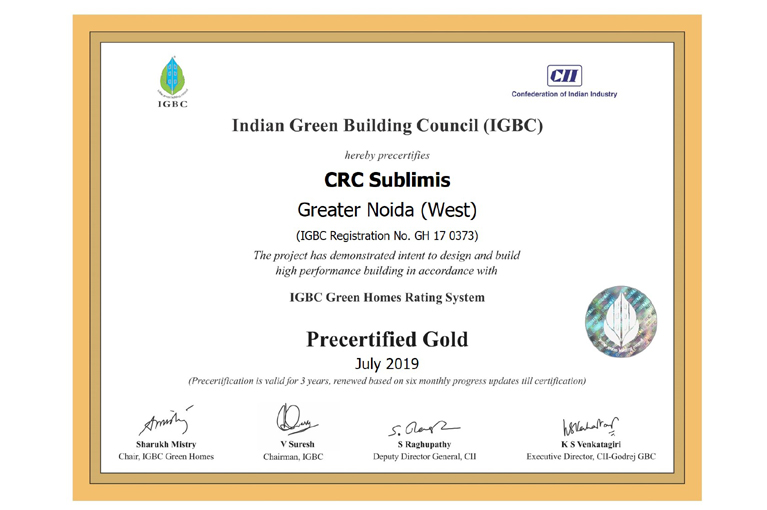 IGBC
CII
Confederation of Indian Industry
Indian Green Building Council (IGBC)
hereby precertifies
CRC Sublimis
Greater Noida (West)
(IGBC Registration No. GH 17 0373)
The project has demonstrated intent to design and build
high performance building in accordance with
IGBC Green Homes Rating System
Precertified Gold
July 2019
(Precertification is valid for 3 years, renewed based on six monthly progress updates till certification)
Sharukh Mistry
Chair, IGBC Green Homes
V Suresh
Chairman, IGBC
S Raghupathy
Deputy Director General, CII
K S Venkatagiri
Executive Director, CII-Godrej GBC